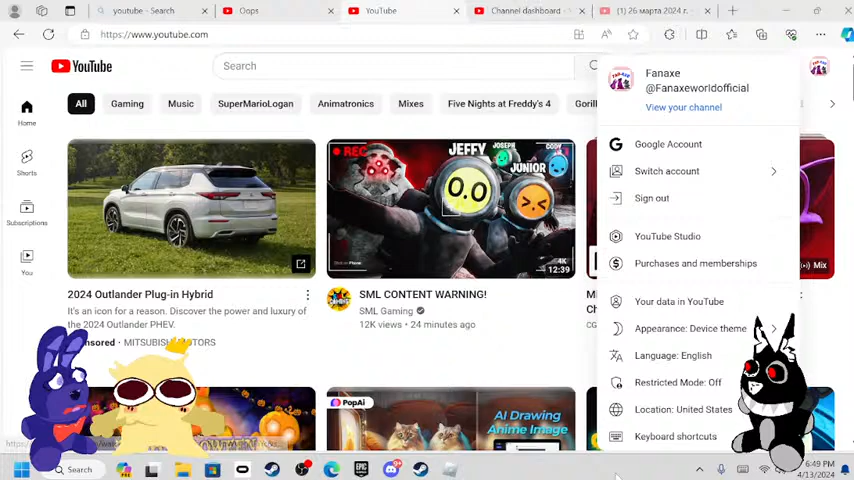 youtube - Search
Oops
YouTube
Channel dashboard - 
(1) 26 марта 2024 г. -
https://www.youtube.com
YouTube
Search
Fanaxe
@Fanaxeworldofficial
View your channel
All
Gaming
Music
SuperMarioLogan
Animatronics
Mixes
Five Nights at Freddy's 4
Home
Shorts
Subscriptions
You
REC
JEFFY
JOSEPH
CODY
JUNIOR
4K
12:39
Mix
2024 Outlander Plug-in Hybrid
It's an icon for a reason. Discover the power and luxury of
the 2024 Outlander PHEV.
MITSUBISHI MOTORS
SML CONTENT WARNING!
SML Gaming
12K views • 24 minutes ago
Google Account
Switch account
Sign out
YouTube Studio
Purchases and memberships
Your data in YouTube
Appearance: Device theme
Language: English
Restricted Mode: Off
Location: United States
Keyboard shortcuts
PopAi
AI Drawing
Anime Image
Search
6:49 PM
4/13/2024